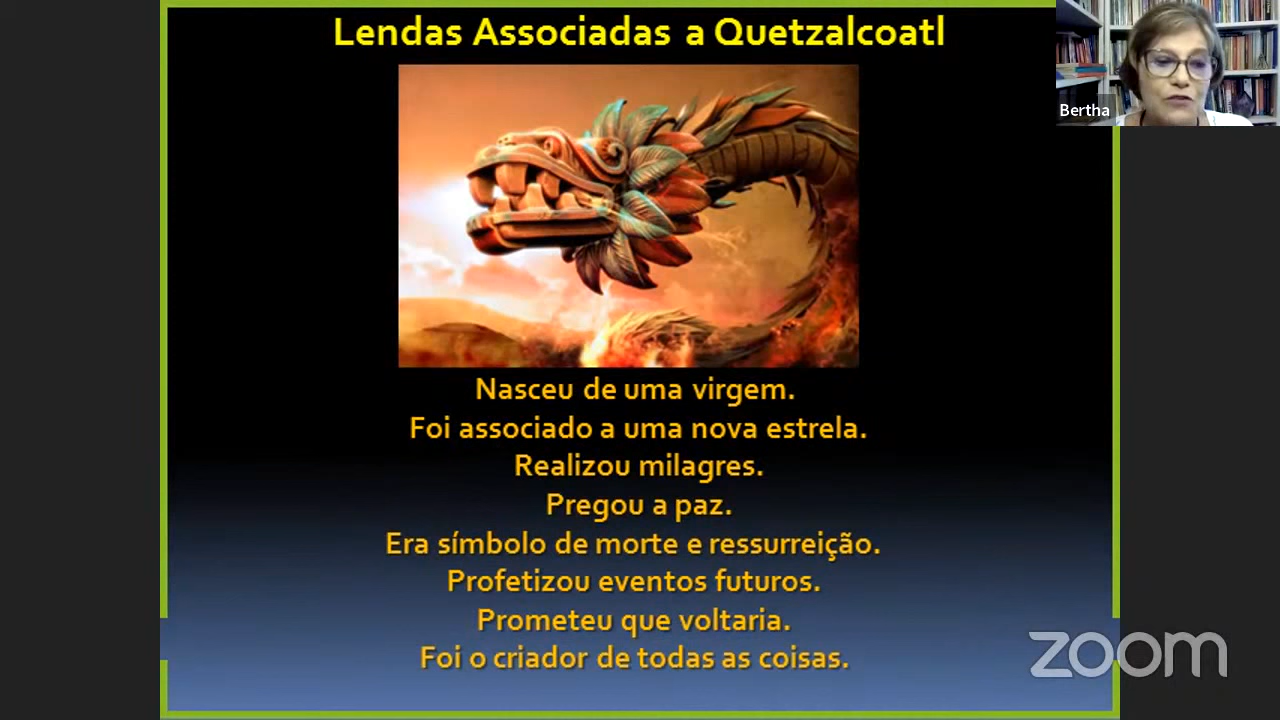 Lendas Associadas a Quetzalcoatl
Bertha
Nasceu de uma virgem.
Foi associado a uma nova estrela.
Realizou milagres.
Pregou a paz.
Era símbolo de morte e ressurreição.
Profetizou eventos futuros.
Prometeu que voltaria.
Foi o criador de todas as coisas.
zoom